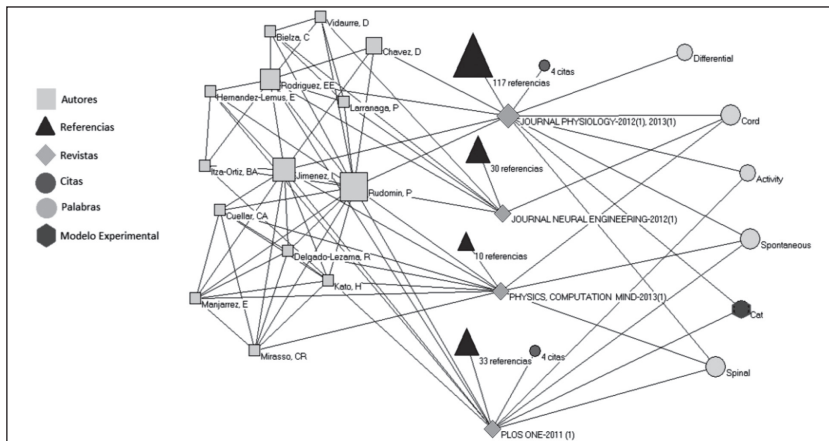 Autores
Referencias
Revistas
Citas
Palabras
Modelo Experimental
Vidaurre, D
Bielza, C
Chavez, D
Rodriguez, EE
Hernandez-Lemus, E
Larranaga, P
Itza-Ortiz, BA
Jimenez, I
Rudomin, P
Cuellar, CA
Delgado-Lezama, R
Kato, H
Manjarrez, E
Mirasso, CR
117 referencias
4 citas
JOURNAL PHYSIOLOGY-2012(1), 2013(1)
30 referencias
JOURNAL NEURAL ENGINEERING-2012(1)
10 referencias
PHYSICS, COMPUTATION MIND-2013(1)
33 referencias
4 citas
PLOS ONE-2011 (1)
Differential
Cord
Activity
Spontaneous
Cat
Spinal